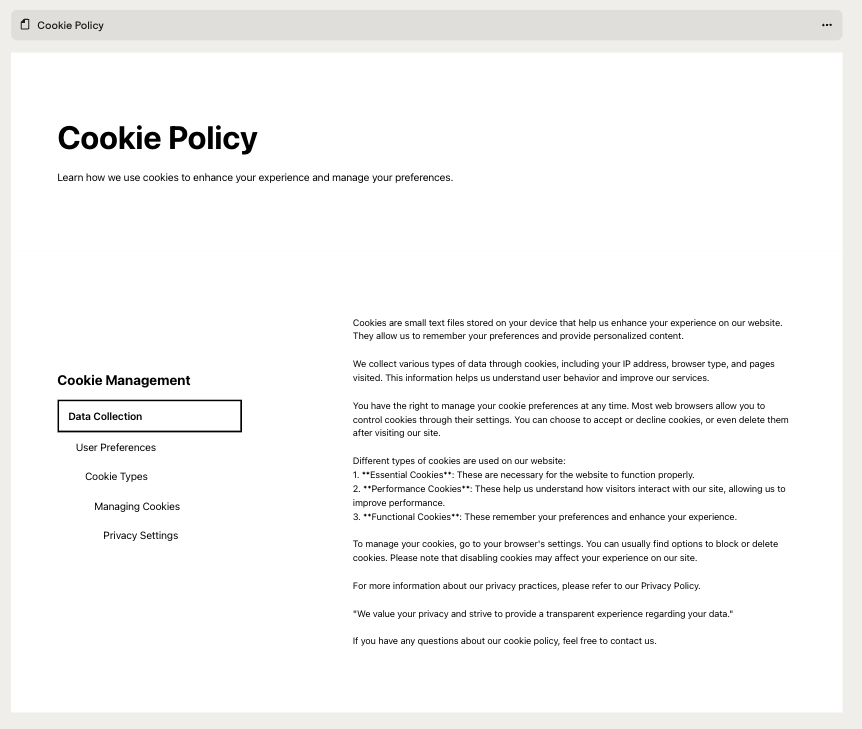 Cookie Policy
Cookie Policy
Learn how we use cookies to enhance your experience and manage your preferences.
Cookie Management
Data Collection
User Preferences
Cookie Types
Managing Cookies
Privacy Settings
Cookies are small text files stored on your device that help us enhance your experience on our website.
They allow us to remember your preferences and provide personalized content.
We collect various types of data through cookies, including your IP address, browser type, and pages
visited. This information helps us understand user behavior and improve our services.
You have the right to manage your cookie preferences at any time. Most web browsers allow you to
control cookies through their settings. You can choose to accept or decline cookies, or even delete them
after visiting our site.
Different types of cookies are used on our website:
1. **Essential Cookies**: These are necessary for the website to function properly.
2. **Performance Cookies**: These help us understand how visitors interact with our site, allowing us to
improve performance.
3. **Functional Cookies**: These remember your preferences and enhance your experience.
To manage your cookies, go to your browser's settings. You can usually find options to block or delete
cookies. Please note that disabling cookies may affect your experience on our site.
For more information about our privacy practices, please refer to our Privacy Policy.
"We value your privacy and strive to provide a transparent experience regarding your data."
If you have any questions about our cookie policy, feel free to contact us.